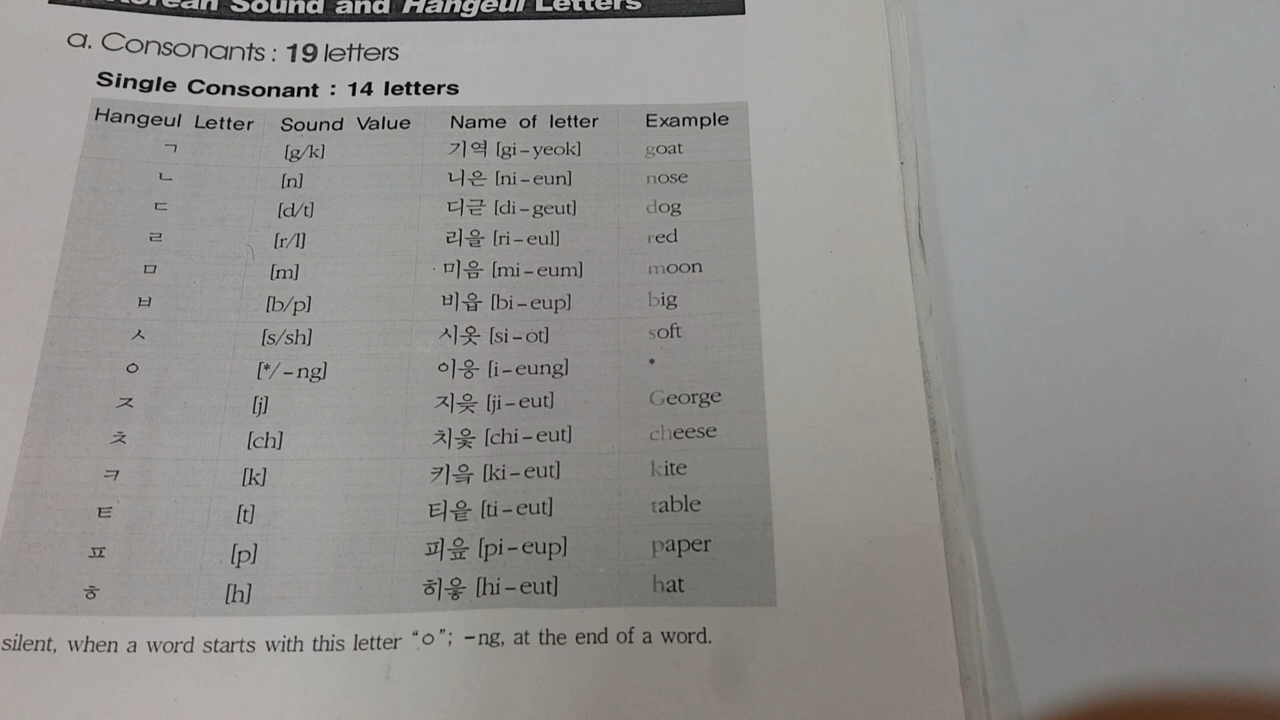 Korean Sound and Hangeul Letters
a. Consonants : 19 letters
Single Consonant : 14 letters
Hangeul Letter Sound Value Name of letter Example
ㄱ [g/k] 기역 [gi-yeok] goat
ㄴ [n] 니은 [ni-eun] nose
ㄷ [d/t] 디귿 [di-geut] dog
ㄹ [r/l] 리을 [ri-eul] red
ㅁ [m] 미음 [mi-eum] moon
ㅂ [b/p] 비읍 [bi-eup] big
ㅅ [s/sh] 시옷 [si-ot] soft
ㅇ [*/-ng] 이응 [i-eung] *
ㅈ [j] 지읒 [ji-eut] George
ㅊ [ch] 치읓 [chi-eut] cheese
ㅋ [k] 키읔 [ki-eut] kite
ㅌ [t] 티읕 [ti-eut] table
ㅍ [p] 피읖 [pi-eup] paper
ㅎ [h] 히읗 [hi-eut] hat
silent, when a word starts with this letter “ㅇ”; -ng, at the end of a word.